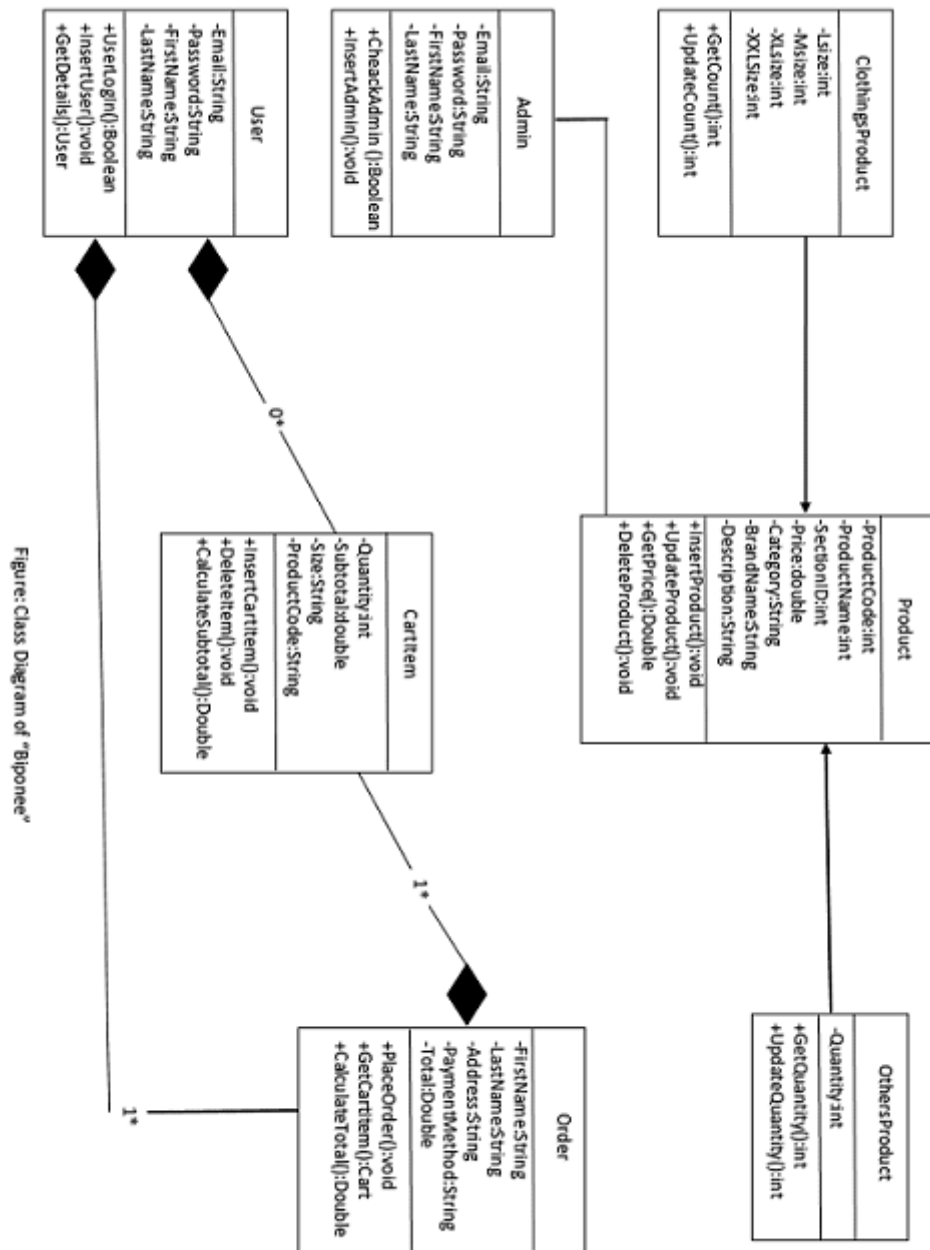 ClothingsProduct
-Lsize:int
-Msize:int
-XLsize:int
-XXLSize:int
+GetCount():int
+UpdateCount():int
Product
-ProductCode:int
-ProductName:int
-SectionID:int
-Price:double
-Category:String
-BrandName:String
-Description:String
+InsertProduct():void
+UpdateProduct():void
+GetPrice():Double
+DeleteProduct():void
OthersProduct
-Quantity:int
+GetQuantity():int
+UpdateQuantity():int
Admin
-Email:String
-Password:String
-FirstName:String
-LastName:String
+CheackAdmin ():Boolean
+InsertAdmin():void
User
-Email:String
-Password:String
-FirstName:String
-LastName:String
+UserLogIn():Boolean
+InsertUser():void
+GetDetails():User
0*
CartItem
-Quantity:int
-Subtotal:double
-Size:String
-ProductCode:String
+InsertCartItem():void
+DeleteItem():void
+CalculateSubtotal():Double
1*
Order
-FirstName:String
-LastName:String
-Address:String
-PaymentMethod:String
-Total:Double
+PlaceOrder():void
+GetCartItem():Cart
+CalculateTotal():Double
1*
Figure: Class Diagram of "Biponee"